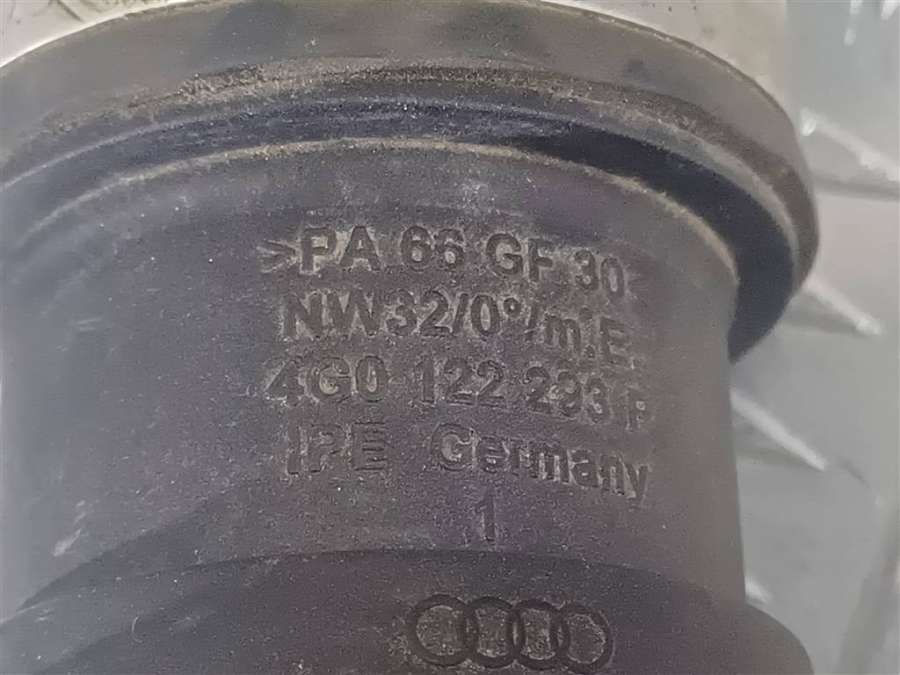 >PA 66 GF 30<
NW32/0°/m.E.
4G0 122 293
IPE Germany
1